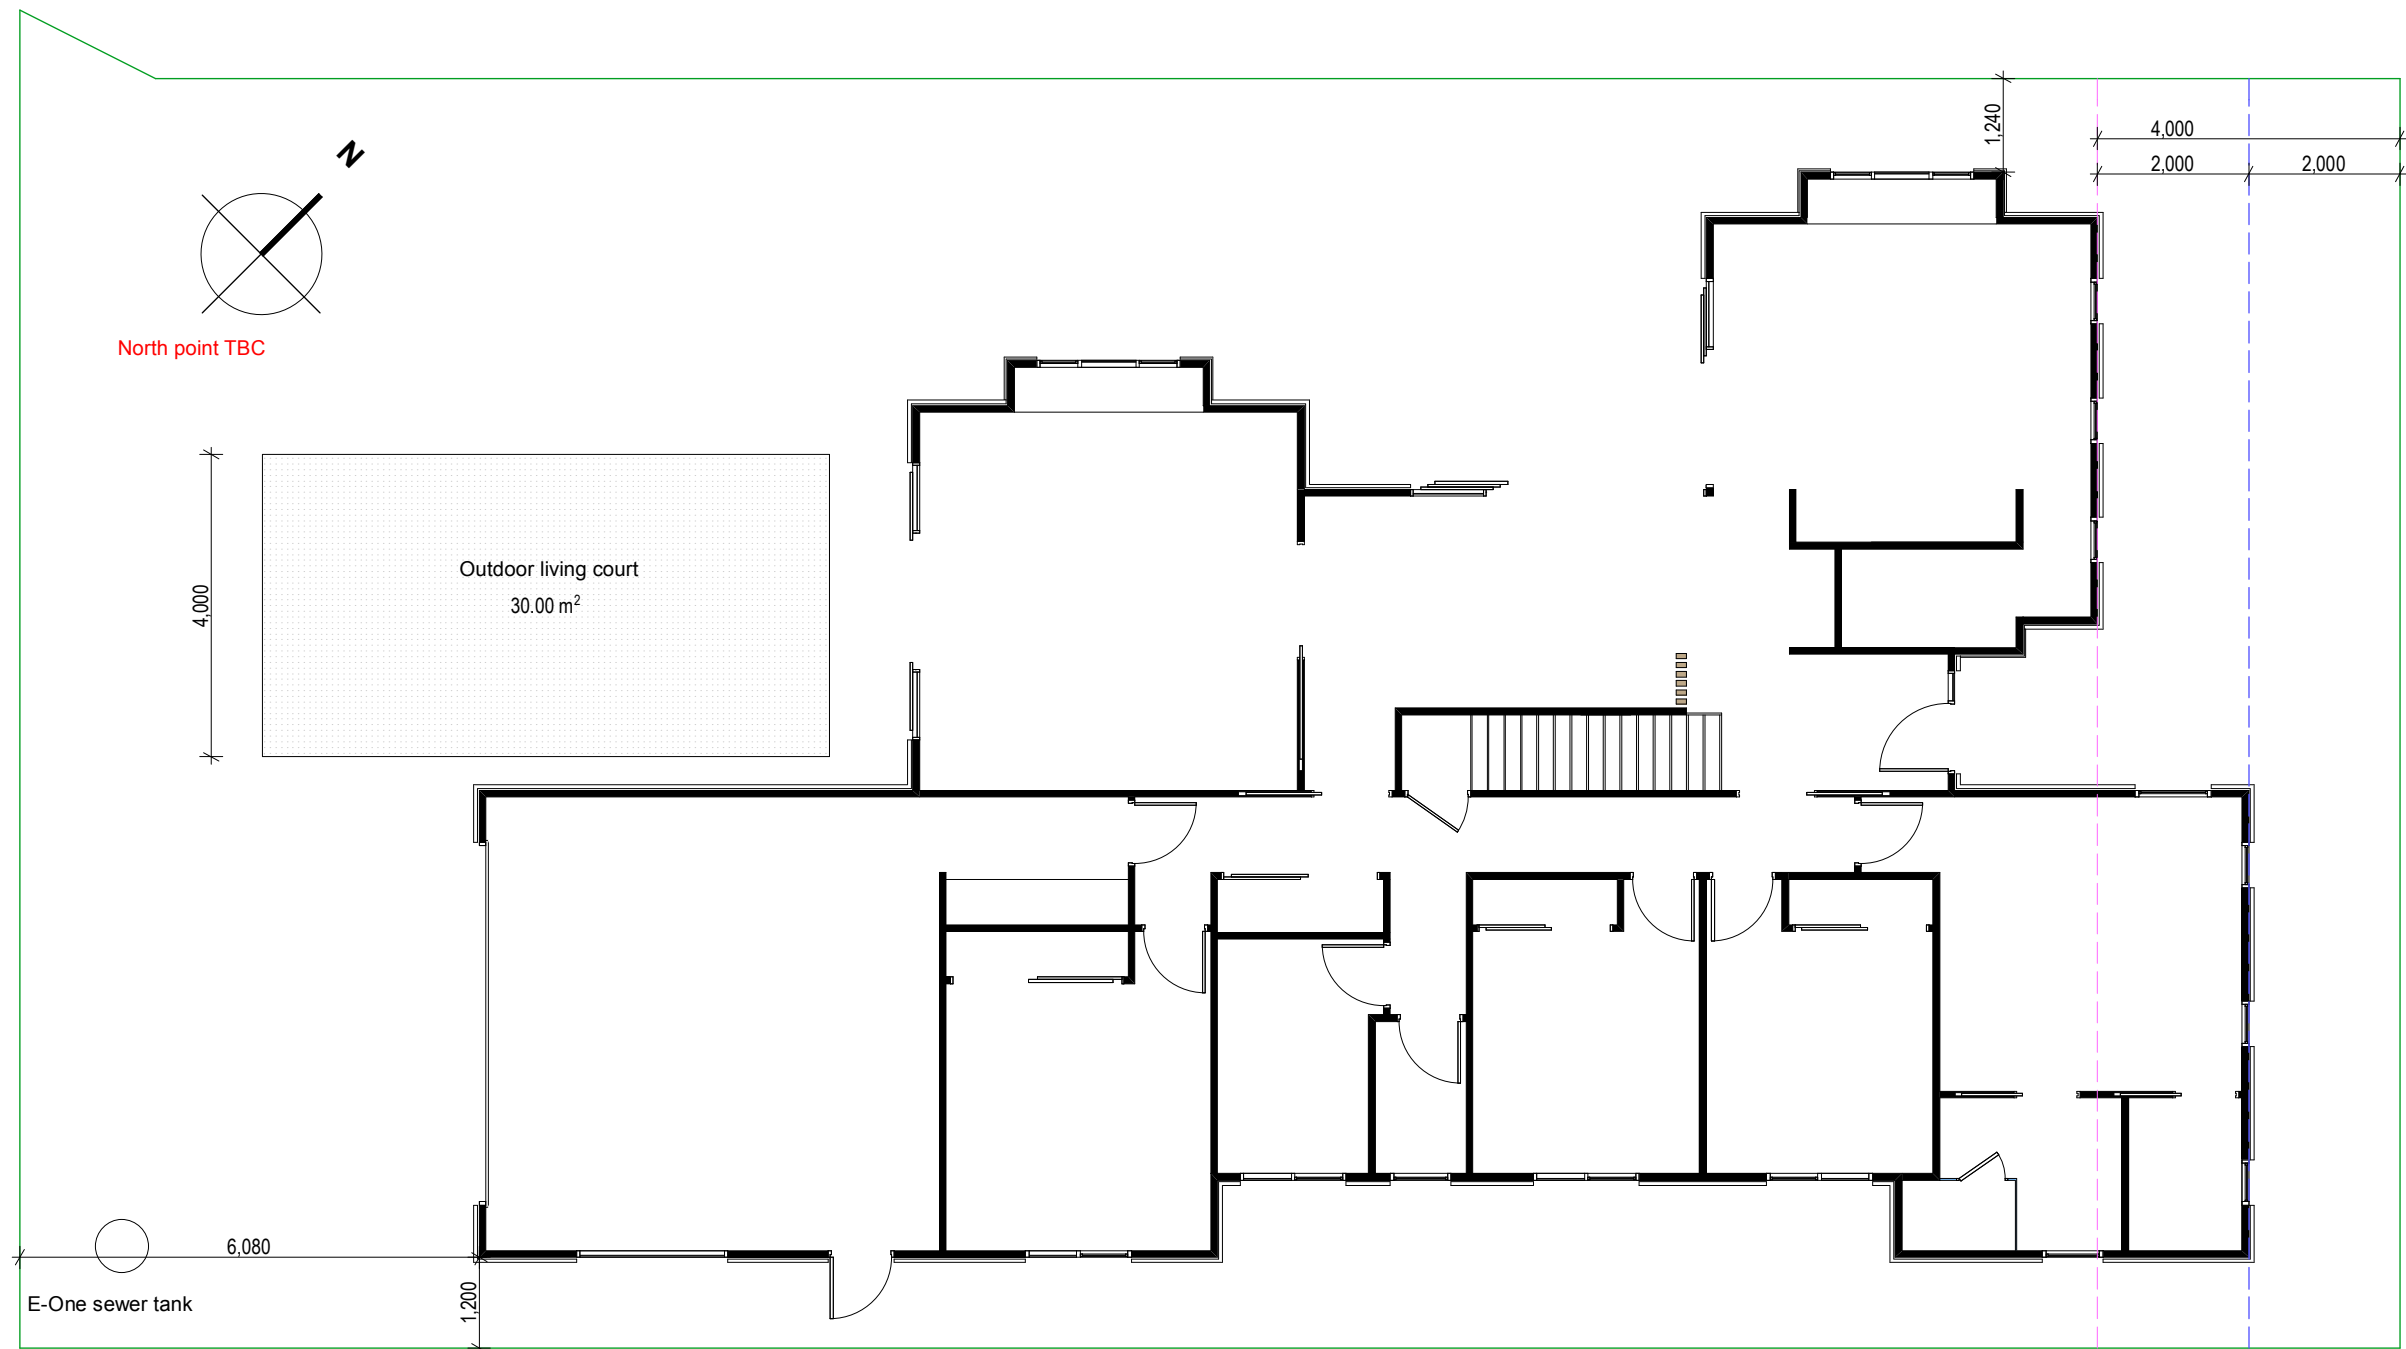 1,240
4,000
2,000
2,000
N
North point TBC
Outdoor living court
30.00 m²
4,000
6,080
1,200
E-One sewer tank